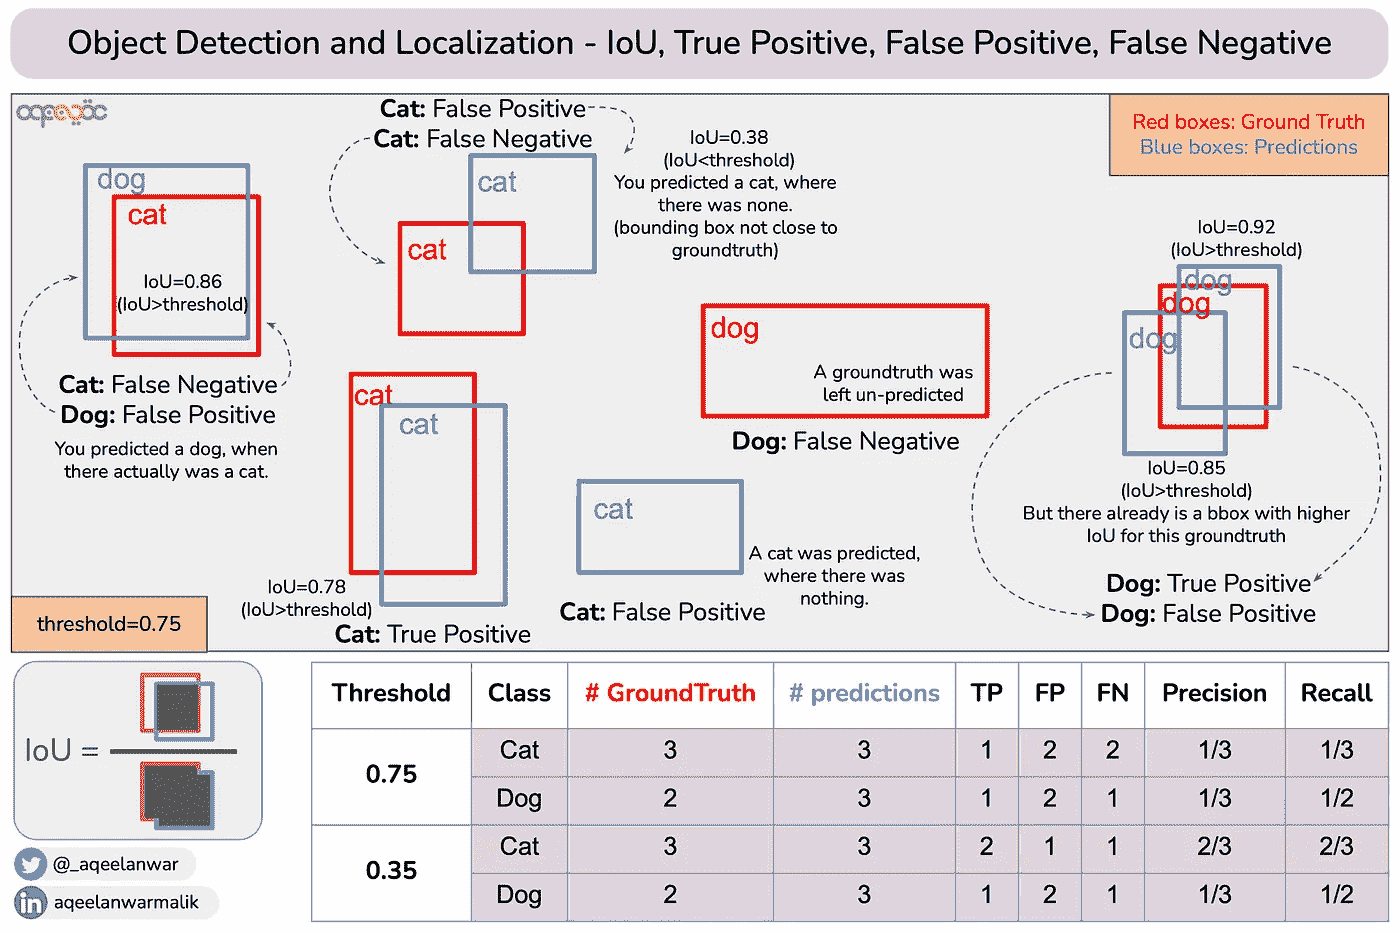 Object Detection and Localization - IoU, True Positive, False Positive, False Negative
Red boxes: Ground Truth
Blue boxes: Predictions
Cat: False Positive
Cat: False Negative
cat
cat
IoU=0.38
(IoU<threshold)
You predicted a cat, where
there was none.
(bounding box not close to
groundtruth)
dog
cat
IoU=0.86
(IoU>threshold)
Cat: False Negative
Dog: False Positive
You predicted a dog, when
there actually was a cat.
cat
cat
IoU=0.78
(IoU>threshold)
Cat: True Positive
dog
A groundtruth was
left un-predicted
Dog: False Negative
cat
A cat was predicted,
where there was
nothing.
Cat: False Positive
IoU=0.92
(IoU>threshold)
dog
dog
dog
IoU=0.85
(IoU>threshold)
But there already is a bbox with higher
IoU for this groundtruth
Dog: True Positive
Dog: False Positive
threshold=0.75
IoU =
@_aqeelanwar
in aqeelanwarmalik
Threshold Class # GroundTruth # predictions TP FP FN Precision Recall
0.75 Cat 3 3 1 2 2 1/3 1/3
Dog 2 3 1 2 1 1/3 1/2
0.35 Cat 3 3 2 1 1 2/3 2/3
Dog 2 3 1 2 1 1/3 1/2